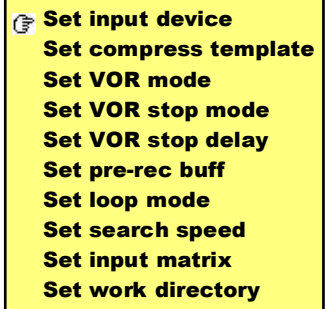 Set input device
Set compress template
Set VOR mode
Set VOR stop mode
Set VOR stop delay
Set pre-rec buff
Set loop mode
Set search speed
Set input matrix
Set work directory